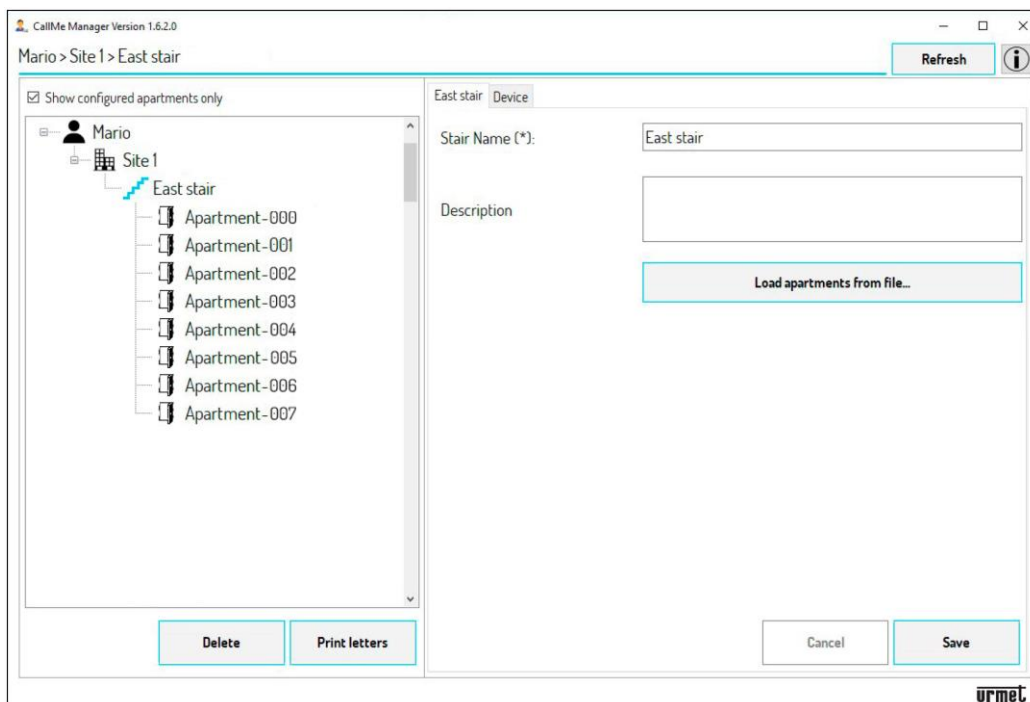 CallMe Manager Version 1.6.2.0
Mario > Site 1 > East stair
Refresh
Show configured apartments only
Mario
Site 1
East stair
Apartment-000
Apartment-001
Apartment-002
Apartment-003
Apartment-004
Apartment-005
Apartment-006
Apartment-007
Delete
Print letters
East stair
Device
Stair Name (*):
East stair
Description
Load apartments from file...
Cancel
Save
urmet